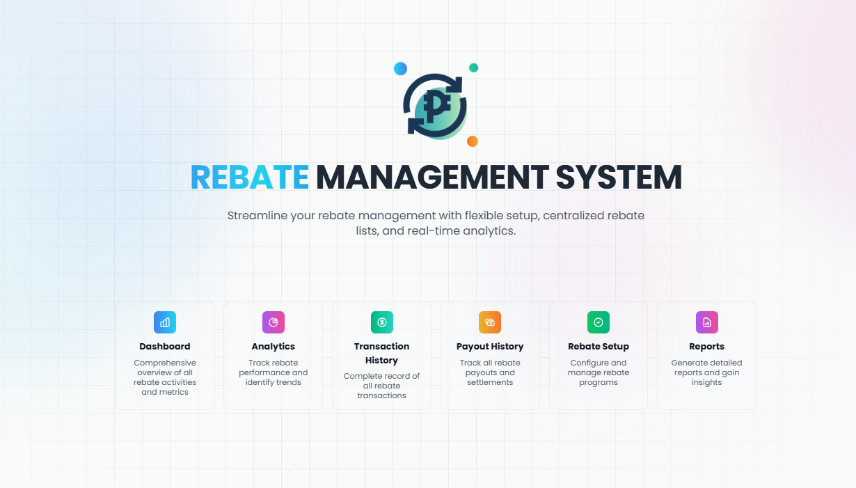 REBATE MANAGEMENT SYSTEM
Streamline your rebate management with flexible setup, centralized rebate
lists, and real-time analytics.
Dashboard
Comprehensive
overview of all
rebate activities
and metrics
Analytics
Track rebate
performance and
identify trends
Transaction
History
Complete record of
all rebate
transactions
Payout History
Track all rebate
payouts and
settlements
Rebate Setup
Configure and
manage rebate
programs
Reports
Generate detailed
reports and gain
insights